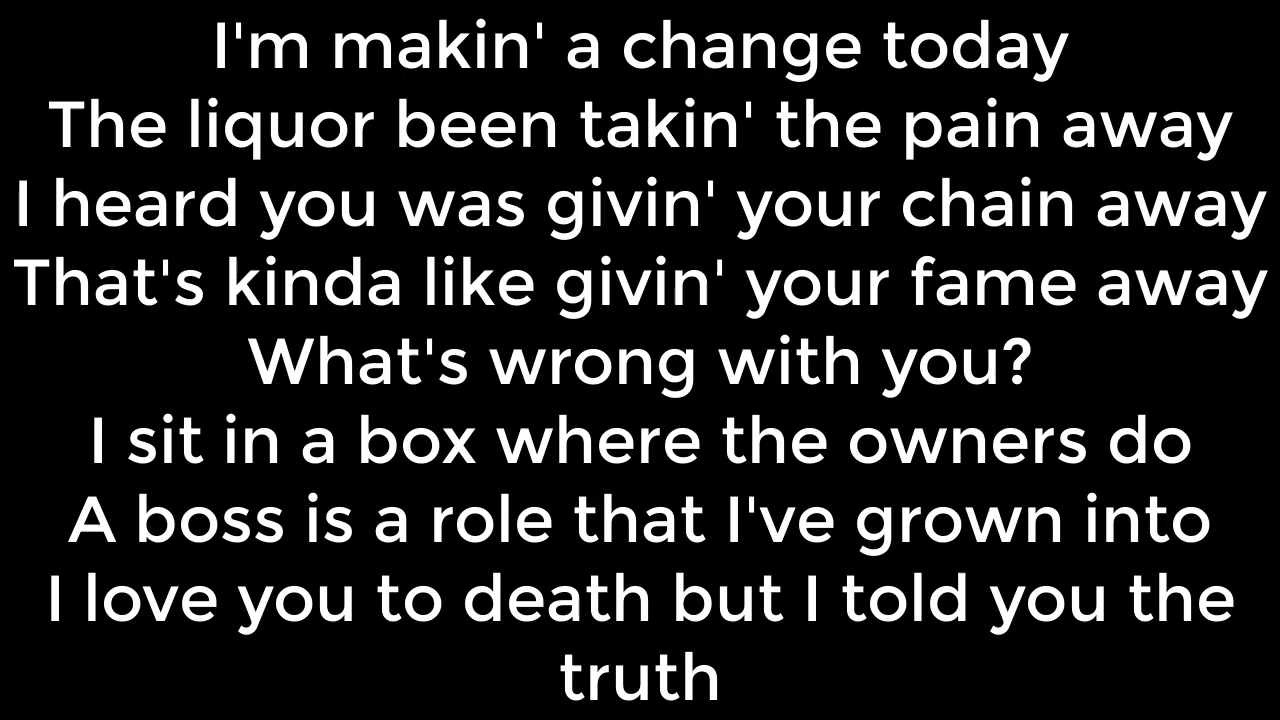 I'm makin' a change today
The liquor been takin' the pain away
I heard you was givin' your chain away
That's kinda like givin' your fame away
What's wrong with you?
I sit in a box where the owners do
A boss is a role that I've grown into
I love you to death but I told you the
truth